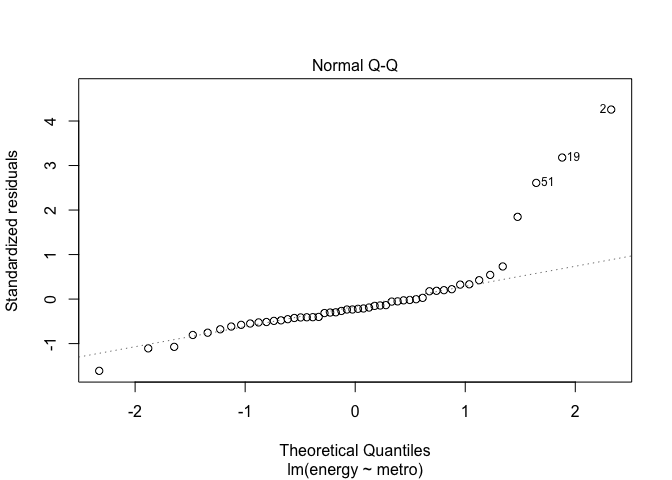 Normal Q-Q
Standardized residuals
4
3
2
1
0
-1
2
19
51
-2 -1 0 1 2
Theoretical Quantiles
lm(energy ~ metro)